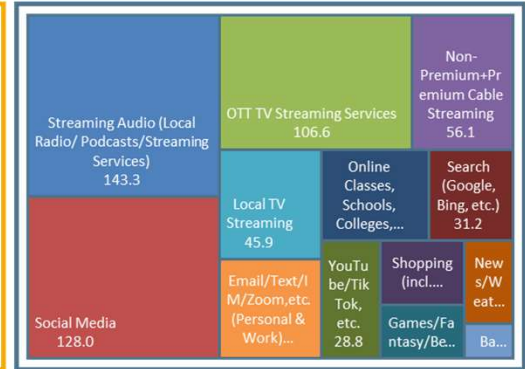 Streaming Audio (Local
Radio/ Podcasts/Streaming
Services)
143.3
Social Media
128.0
OTT TV Streaming Services
106.6
Non-
Premium+Pr
emium Cable
Streaming
56.1
Local TV
Streaming
45.9
Email/Text/I
M/Zoom,etc.
(Personal &
Work)...
Online
Classes,
Schools,
Colleges,...
Search
(Google,
Bing, etc.)
31.2
YouTu
be/Tik
Tok,
etc.
28.8
Shopping
(incl....
Games/Fa
ntasy/Be...
New
s/W
eat...
Ba...